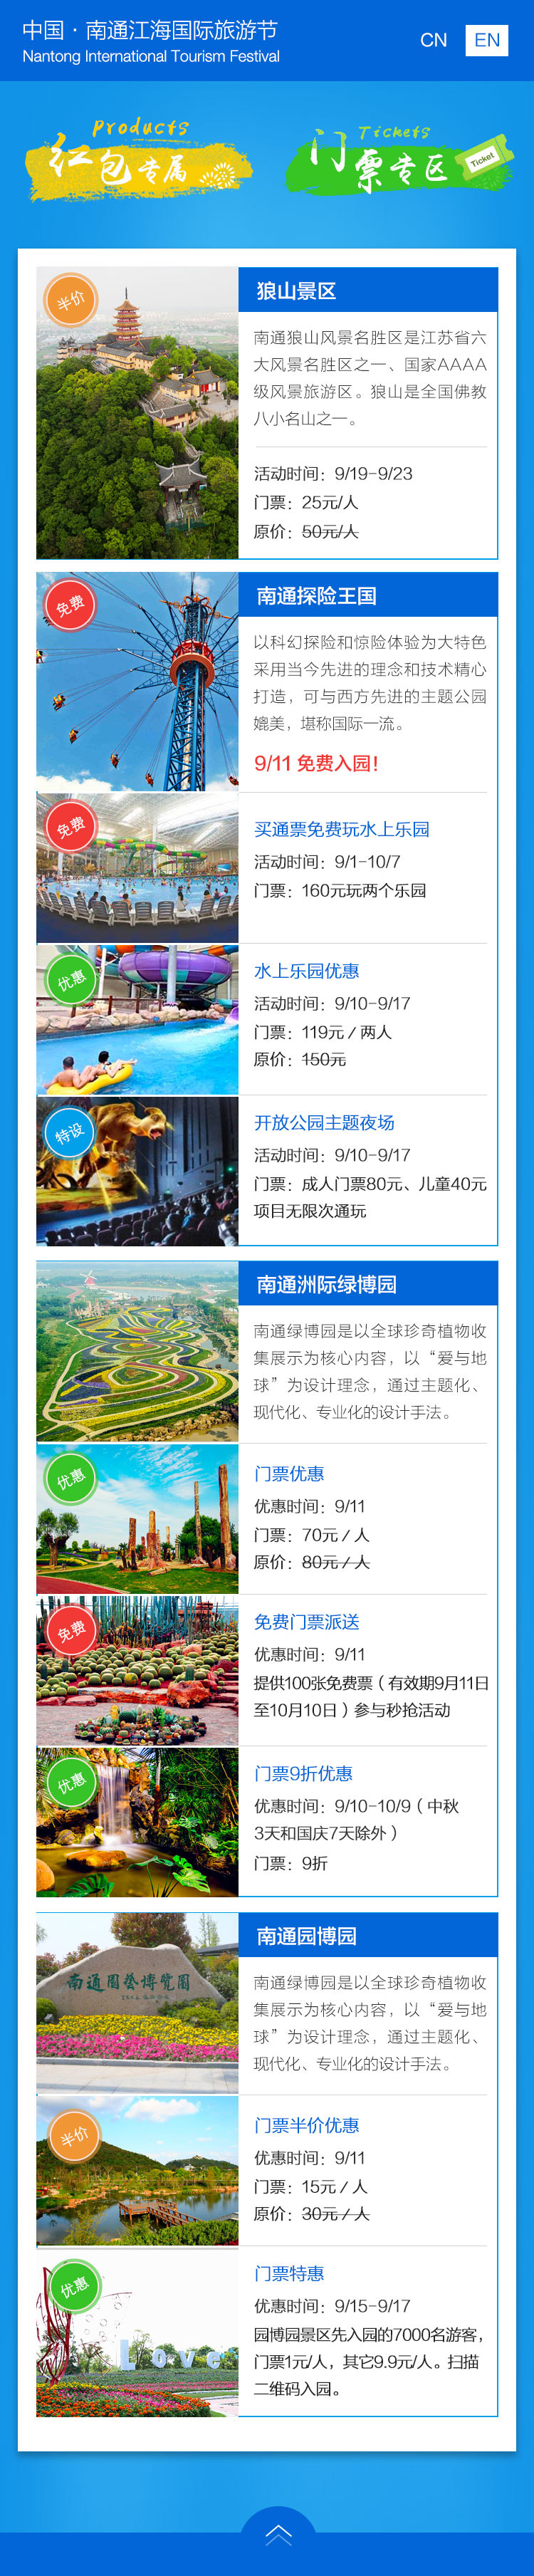 中国 · 南通江海国际旅游节
Nantong International Tourism Festival
CN
EN
Products
红包专属
Tickets
门票专区
Ticket
半价
狼山景区
南通狼山风景名胜区是江苏省六
大风景名胜区之一、国家AAAA
级风景旅游区。狼山是全国佛教
八小名山之一。
活动时间：9/19-9/23
门票：25元/人
原价：50元/人
免费
南通探险王国
以科幻探险和惊险体验为大特色
采用当今先进的理念和技术精心
打造，可与西方先进的主题公园
媲美，堪称国际一流。
9/11 免费入园！
免费
买通票免费玩水上乐园
活动时间：9/1-10/7
门票：160元玩两个乐园
优惠
水上乐园优惠
活动时间：9/10-9/17
门票：119元 / 两人
原价：150元
特设
开放公园主题夜场
活动时间：9/10-9/17
门票：成人门票80元、儿童40元
项目无限次通玩
南通洲际绿博园
南通绿博园是以全球珍奇植物收
集展示为核心内容，以“爱与地
球”为设计理念，通过主题化、
现代化、专业化的设计手法。
优惠
门票优惠
优惠时间：9/11
门票：70元 / 人
原价：80元 / 人
免费
免费门票派送
优惠时间：9/11
提供100张免费票（有效期9月11日
至10月10日）参与秒抢活动
优惠
门票9折优惠
优惠时间：9/10-10/9（中秋
3天和国庆7天除外）
门票：9折
南通园博园
南通园艺博览园
南通绿博园是以全球珍奇植物收
集展示为核心内容，以“爱与地
球”为设计理念，通过主题化、
现代化、专业化的设计手法。
半价
门票半价优惠
优惠时间：9/11
门票：15元 / 人
原价：30元 / 人
优惠
Love
门票特惠
优惠时间：9/15-9/17
园博园景区先入园的7000名游客，
门票1元/人，其它9.9元/人。扫描
二维码入园。